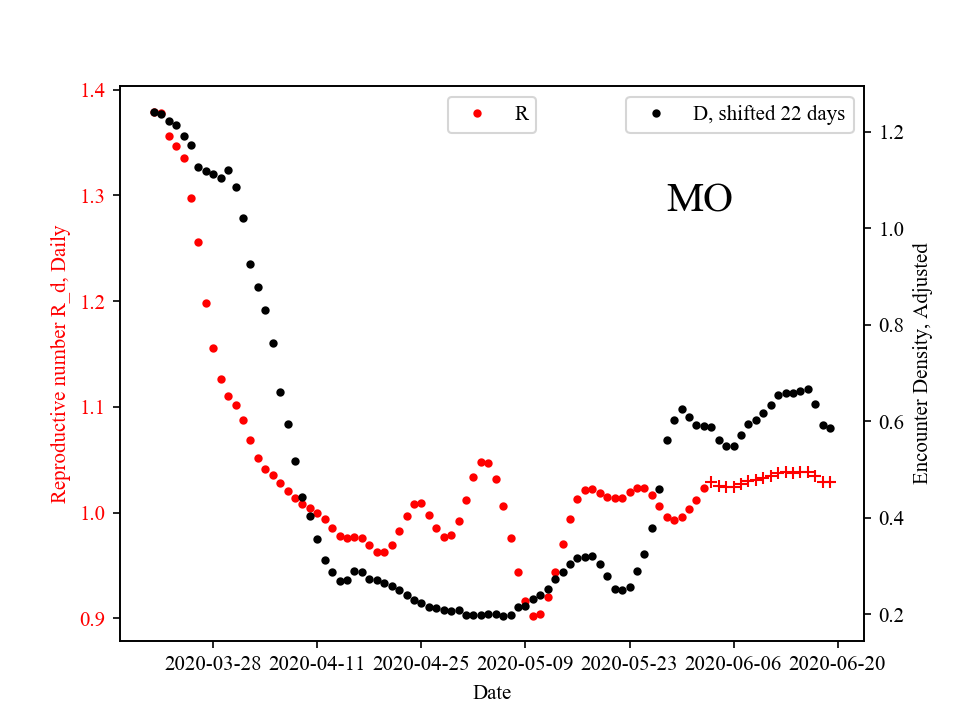 R
D, shifted 22 days
MO
Reproductive number R_d, Daily
1.4
1.3
1.2
1.1
1.0
0.9
Encounter Density, Adjusted
1.2
1.0
0.8
0.6
0.4
0.2
2020-03-28 2020-04-11 2020-04-25 2020-05-09 2020-05-23 2020-06-06 2020-06-20
Date